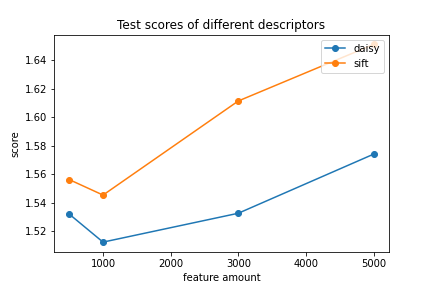 Test scores of different descriptors
daisy
sift
score
1.64
1.62
1.60
1.58
1.56
1.54
1.52
1000 2000 3000 4000 5000
feature amount